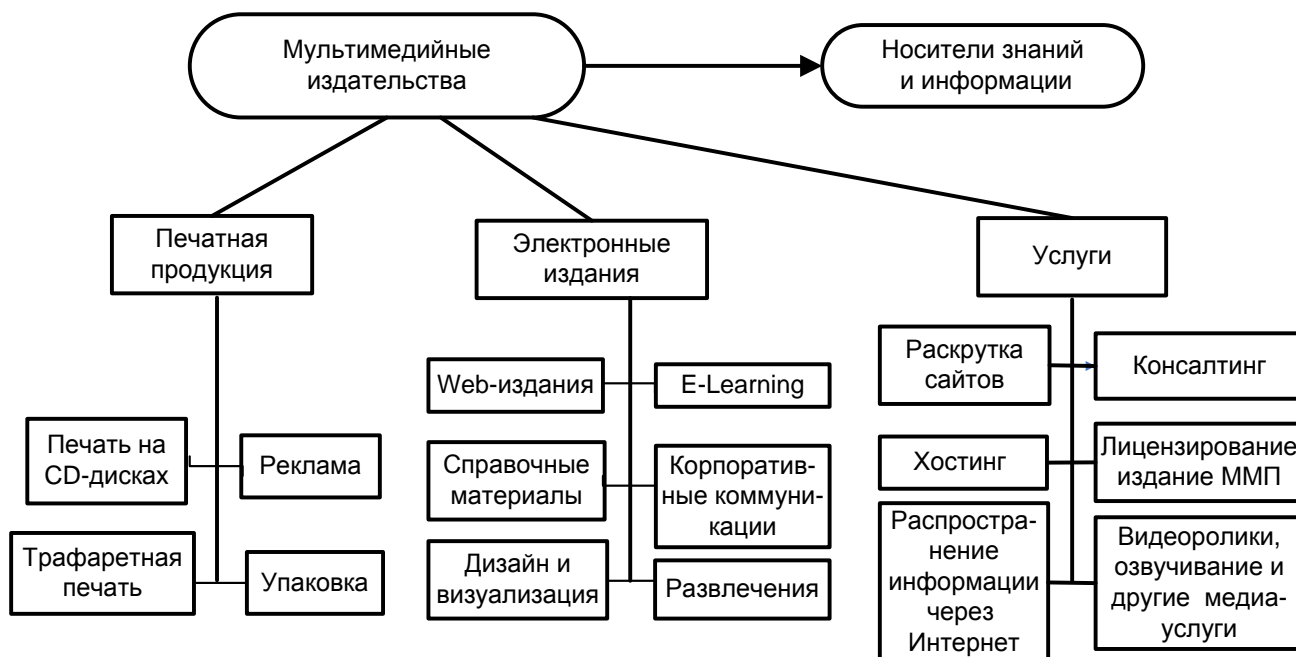 Мультимедийные
издательства
Носители знаний
и информации
Печатная
продукция
Электронные
издания
Услуги
Печать на
CD-дисках
Реклама
Трафаретная
печать
Упаковка
Web-издания
E-Learning
Справочные
материалы
Корпоратив-
ные коммуни-
кации
Дизайн и
визуализация
Развлечения
Раскрутка
сайтов
Консалтинг
Хостинг
Лицензирование
издание ММП
Распростра-
нение
информации
через
Интернет
Видеоролики,
озвучивание и
другие медиа-
услуги